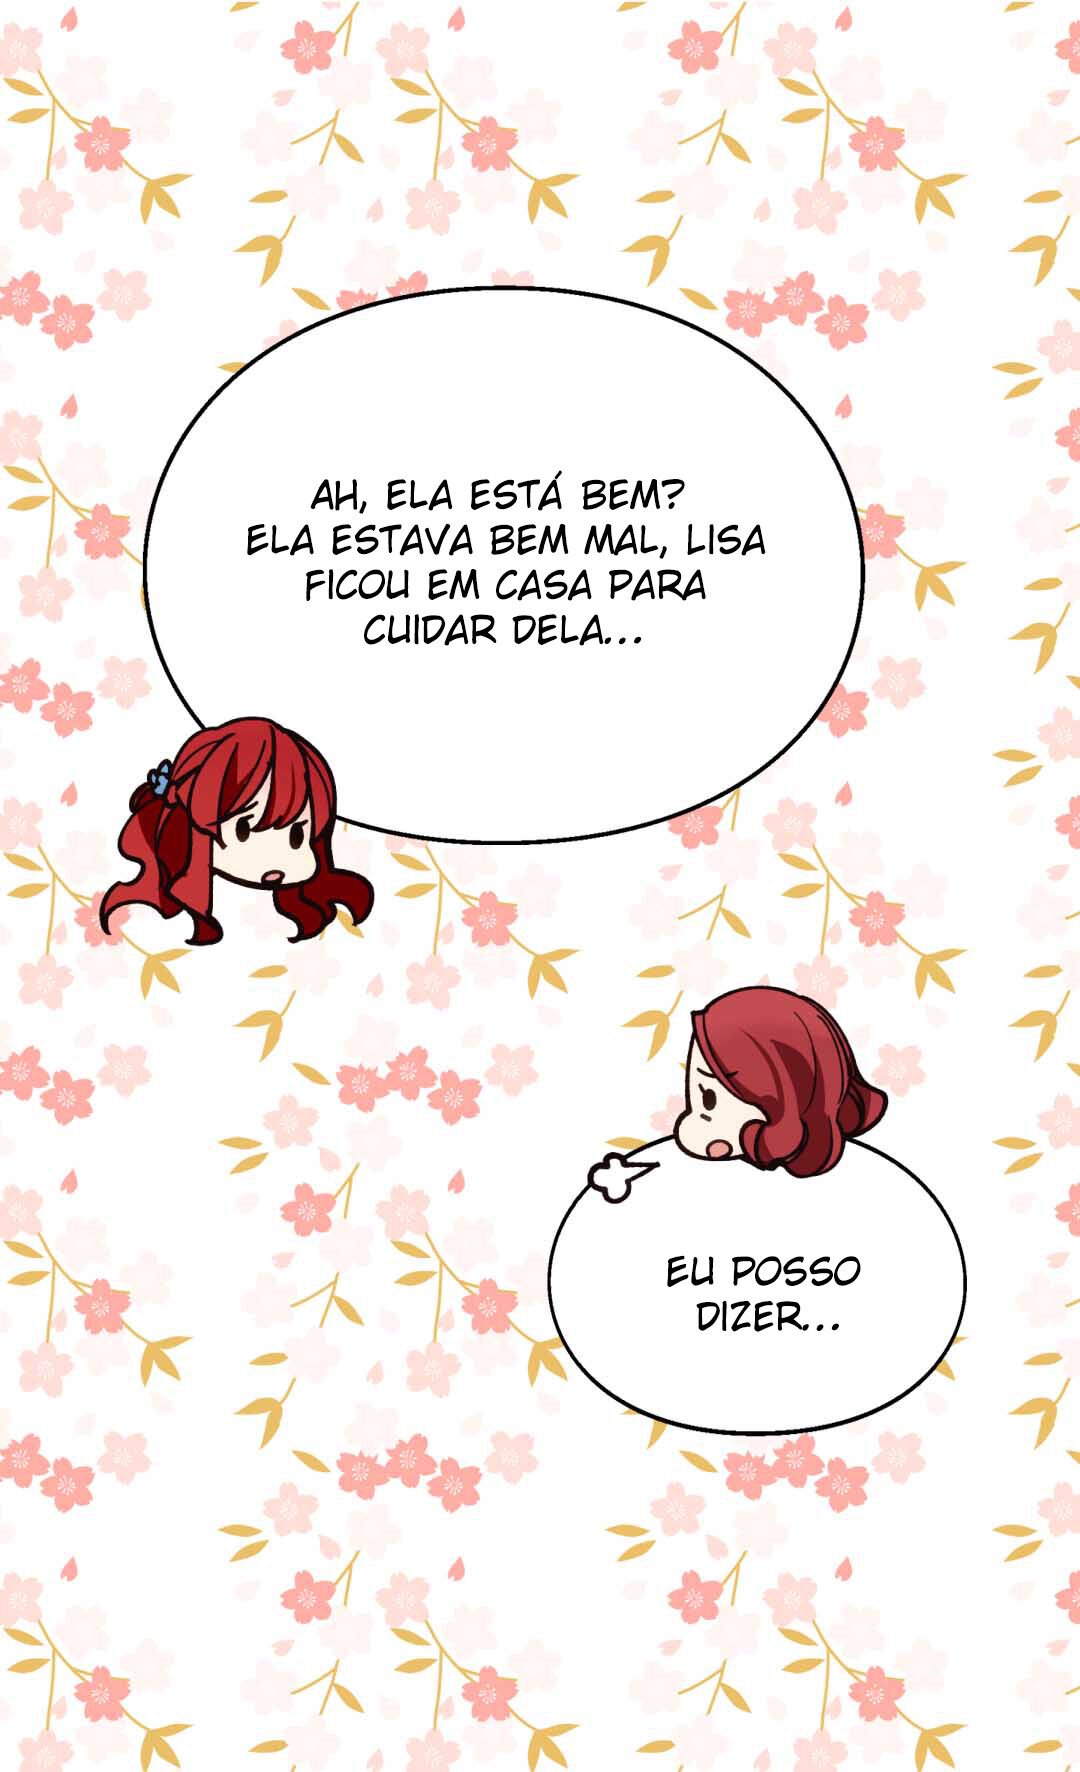 AH, ELA ESTÁ BEM?
ELA ESTAVA BEM MAL, LISA
FICOU EM CASA PARA
CUIDAR DELA...
EU POSSO
DIZER...